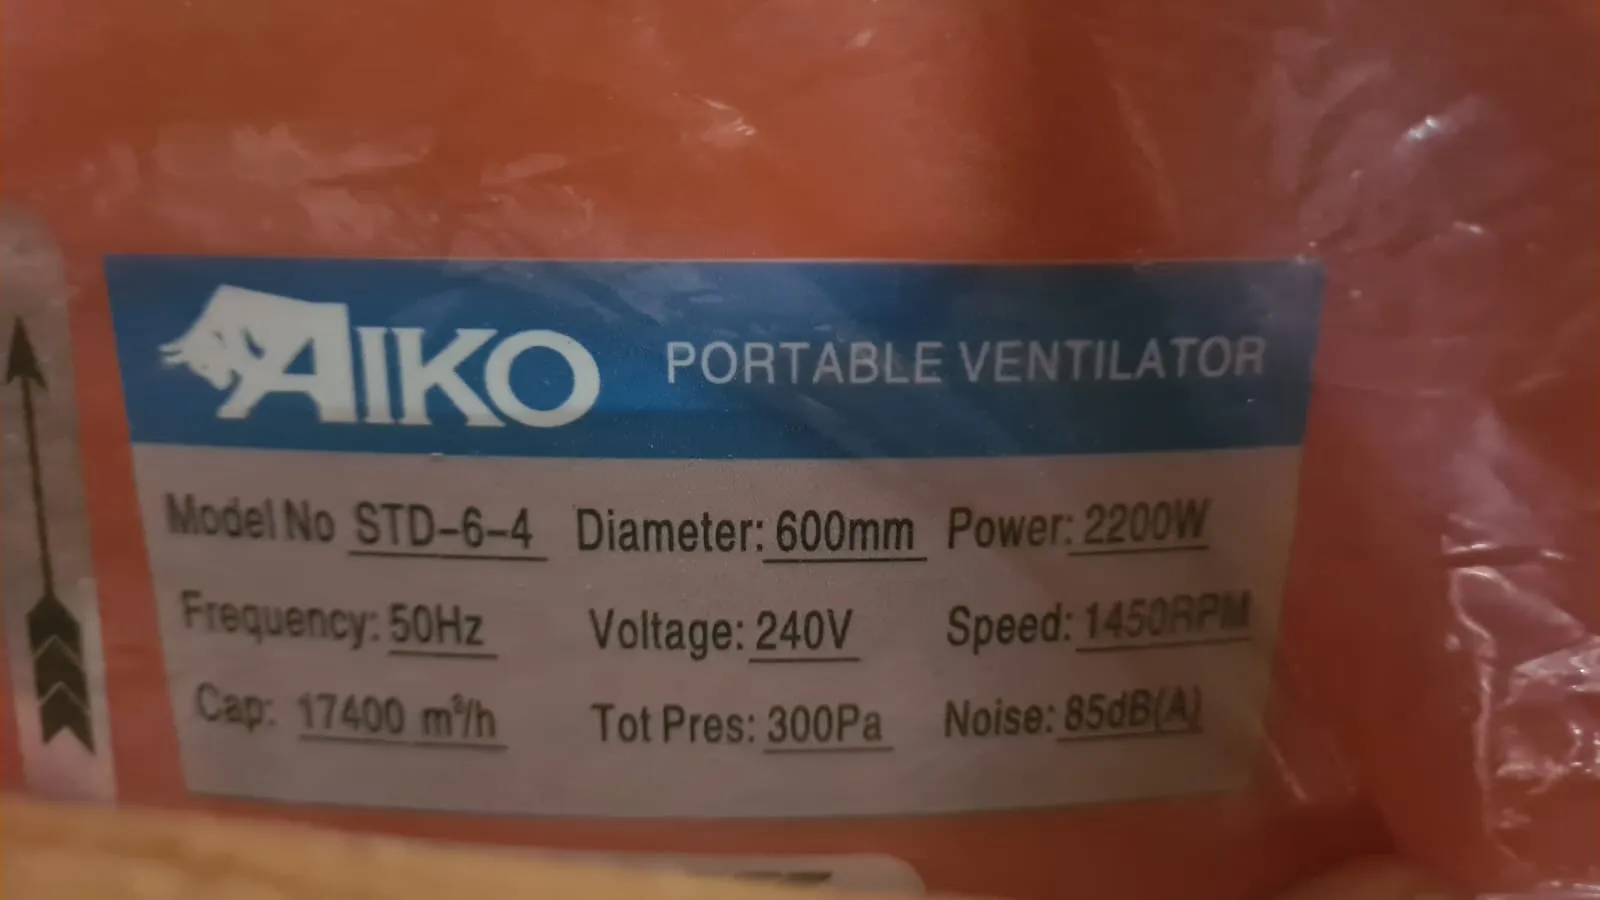 AIKO PORTABLE VENTILATOR
Model No STD-6-4 Diameter: 600mm Power: 2200W
Frequency: 50Hz Voltage: 240V Speed: 1450RPM
Cap: 17400 m³/h Tot Pres: 300Pa Noise: 85dB(A)